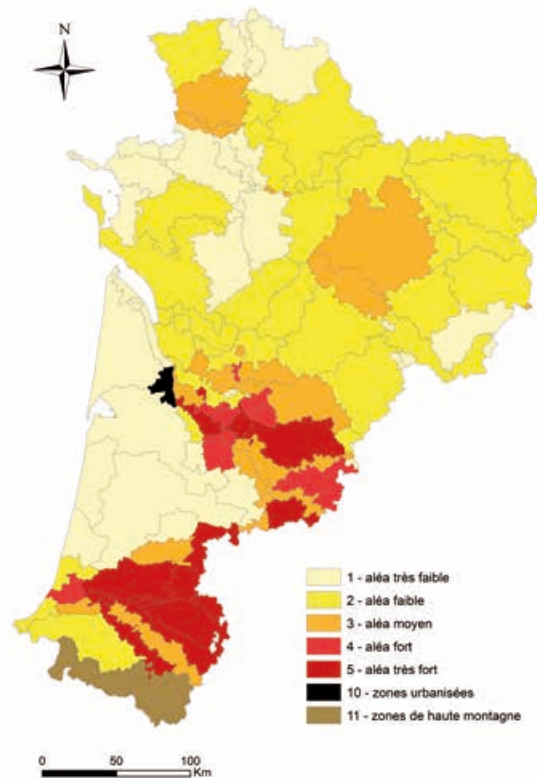 N
1 - aléa très faible
2 - aléa faible
3 - aléa moyen
4 - aléa fort
5 - aléa très fort
10 - zones urbanisées
11 - zones de haute montagne
0 50 100
Km